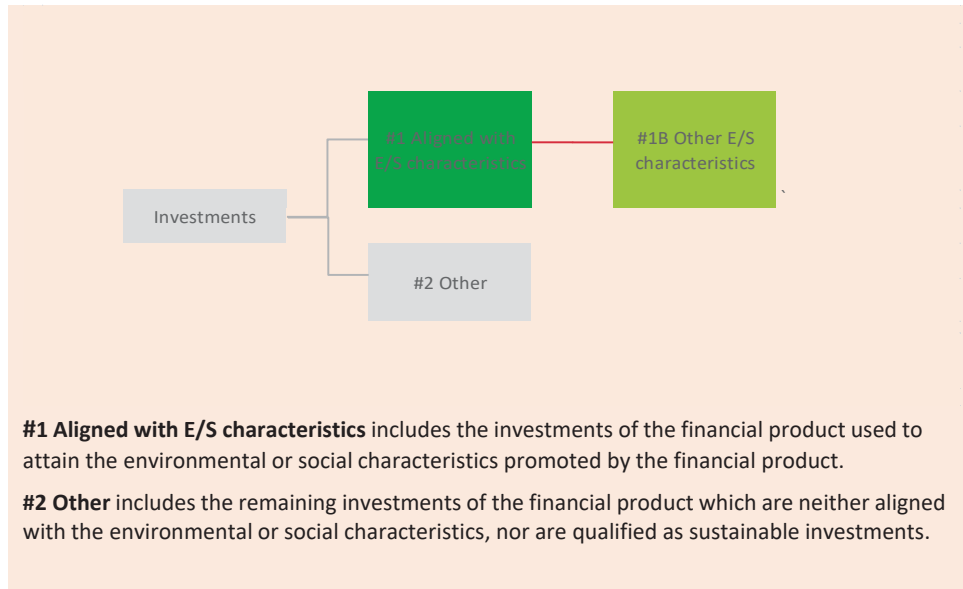 #1 Aligned with
E/S characteristics
#1B Other E/S
characteristics
`
Investments
#2 Other
#1 Aligned with E/S characteristics includes the investments of the financial product used to
attain the environmental or social characteristics promoted by the financial product.
#2 Other includes the remaining investments of the financial product which are neither aligned
with the environmental or social characteristics, nor are qualified as sustainable investments.